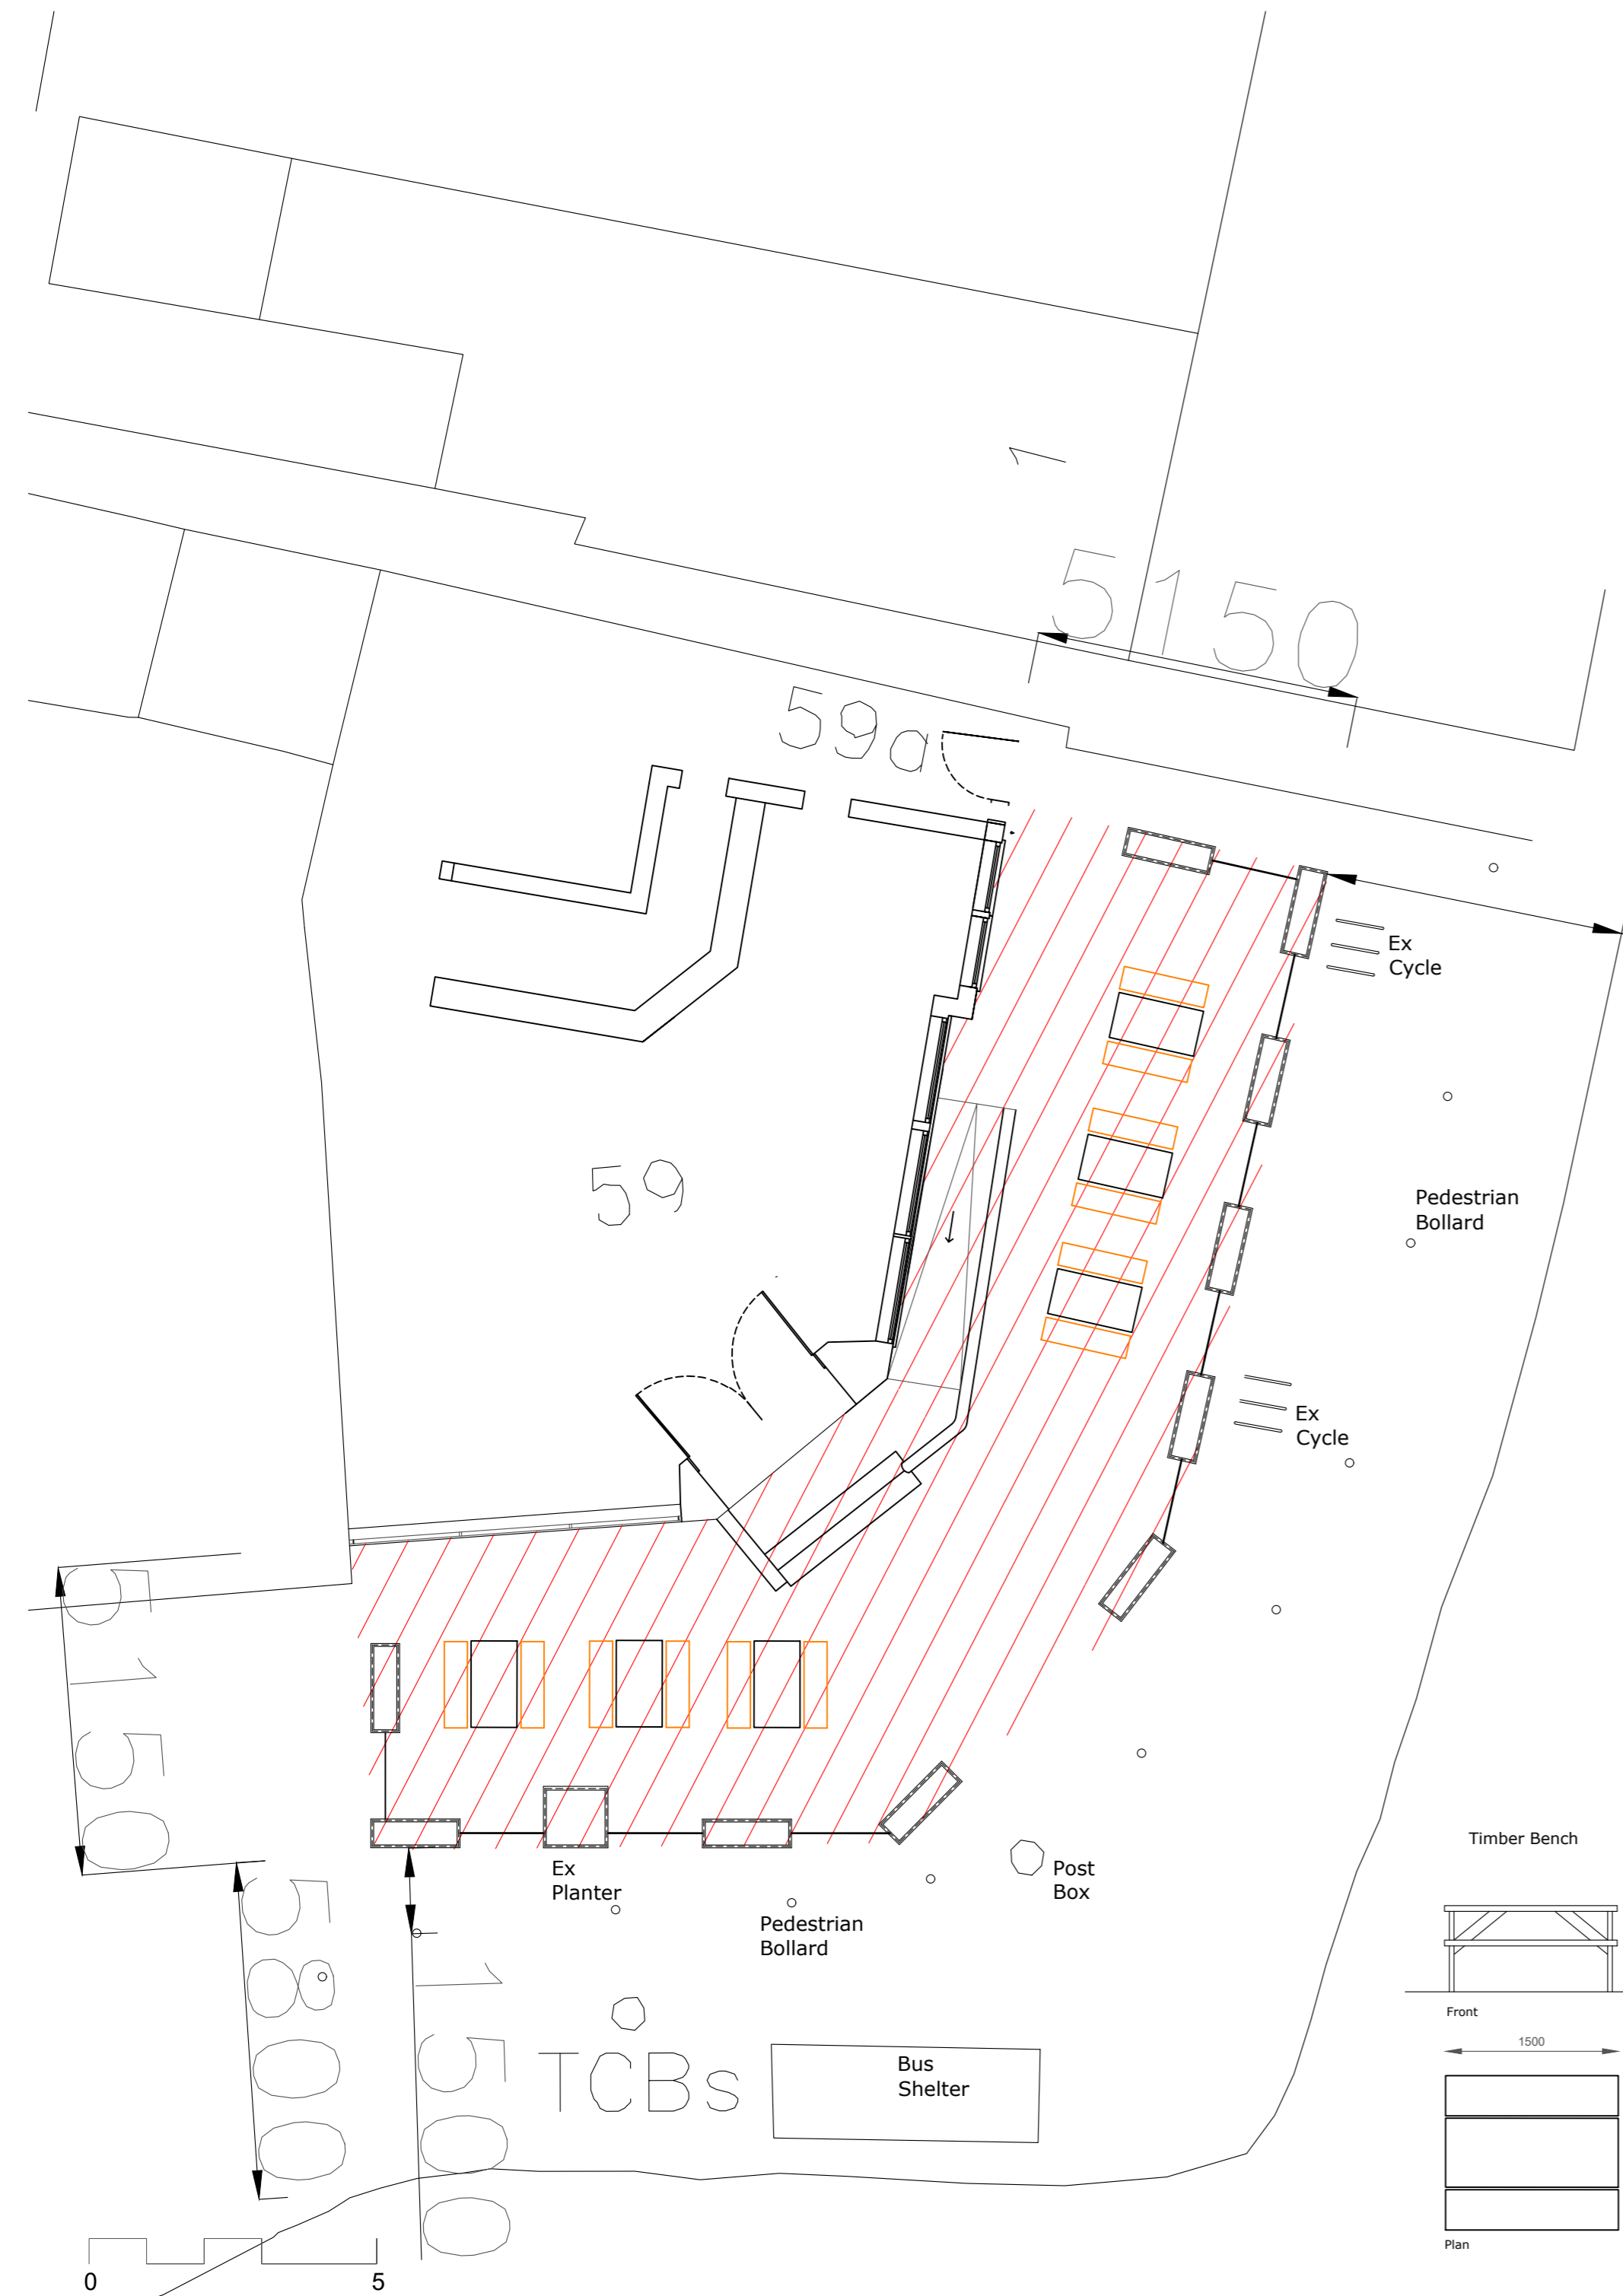 5150
59a
Ex
Cycle
59
Pedestrian
Bollard
Ex
Cycle
5150
Timber Bench
Ex
Planter
Post
Box
Pedestrian
Bollard
5800
1500
Front
TCBs
Bus
Shelter
1500
Plan
0 5